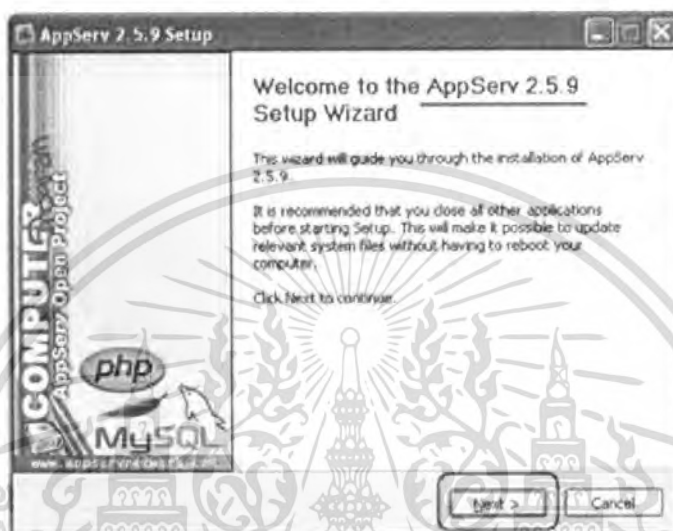 AppServ 2.5.9 Setup
Welcome to the AppServ 2.5.9
Setup Wizard
This wizard will guide you through the installation of AppServ
2.5.9.
It is recommended that you close all other applications
before starting Setup. This will make it possible to update
relevant system files without having to reboot your
computer.
Click Next to continue.
COMPUTER
AppServ Open Project
php
MySQL
Next >
Cancel